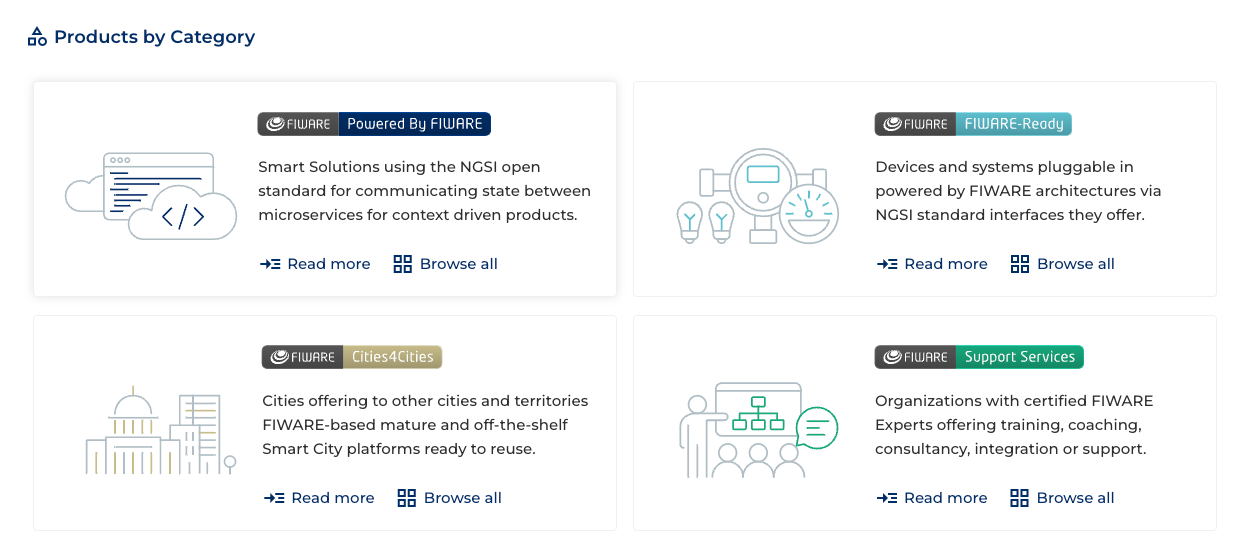 Products by Category
FIWARE Powered By FIWARE
Smart Solutions using the NGSI open
standard for communicating state between
microservices for context driven products.
Read more Browse all
FIWARE FIWARE-Ready
Devices and systems pluggable in
powered by FIWARE architectures via
NGSI standard interfaces they offer.
Read more Browse all
FIWARE Cities4Cities
Cities offering to other cities and territories
FIWARE-based mature and off-the-shelf
Smart City platforms ready to reuse.
Read more Browse all
FIWARE Support Services
Organizations with certified FIWARE
Experts offering training, coaching,
consultancy, integration or support.
Read more Browse all